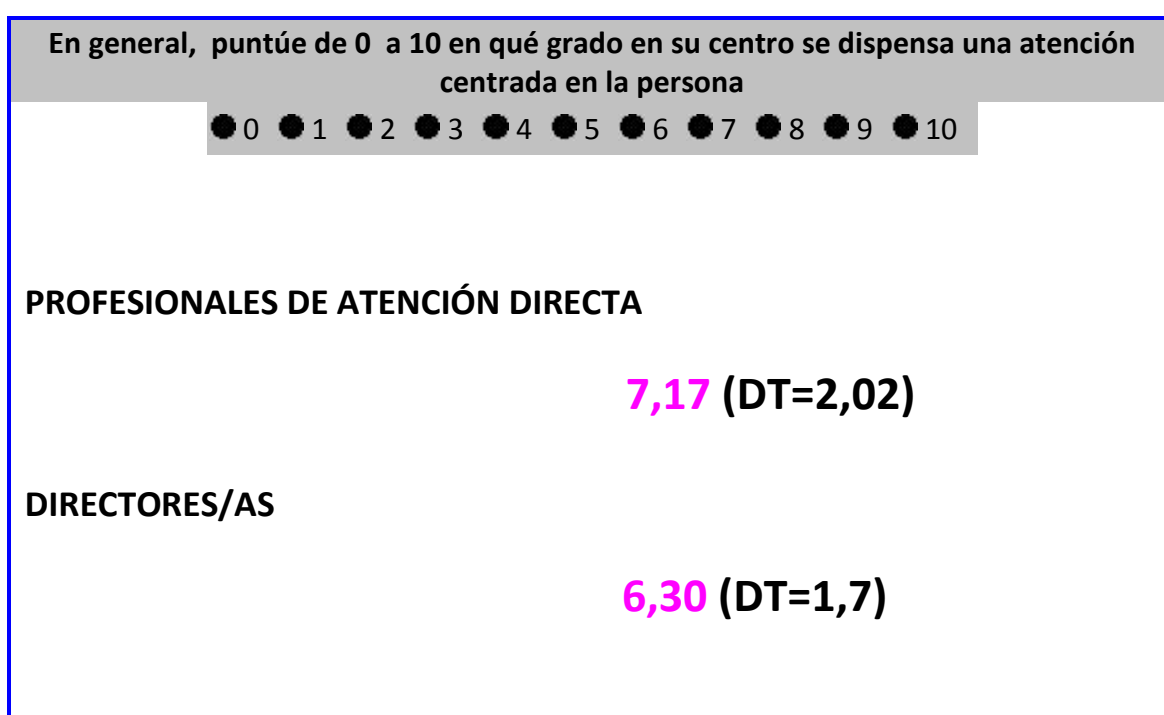 En general,  puntúe de 0  a 10 en qué grado en su centro se dispensa una atención
centrada en la persona
0 1 2 3 4 5 6 7 8 9 10
PROFESIONALES DE ATENCIÓN DIRECTA
7,17 (DT=2,02)
DIRECTORES/AS
6,30 (DT=1,7)